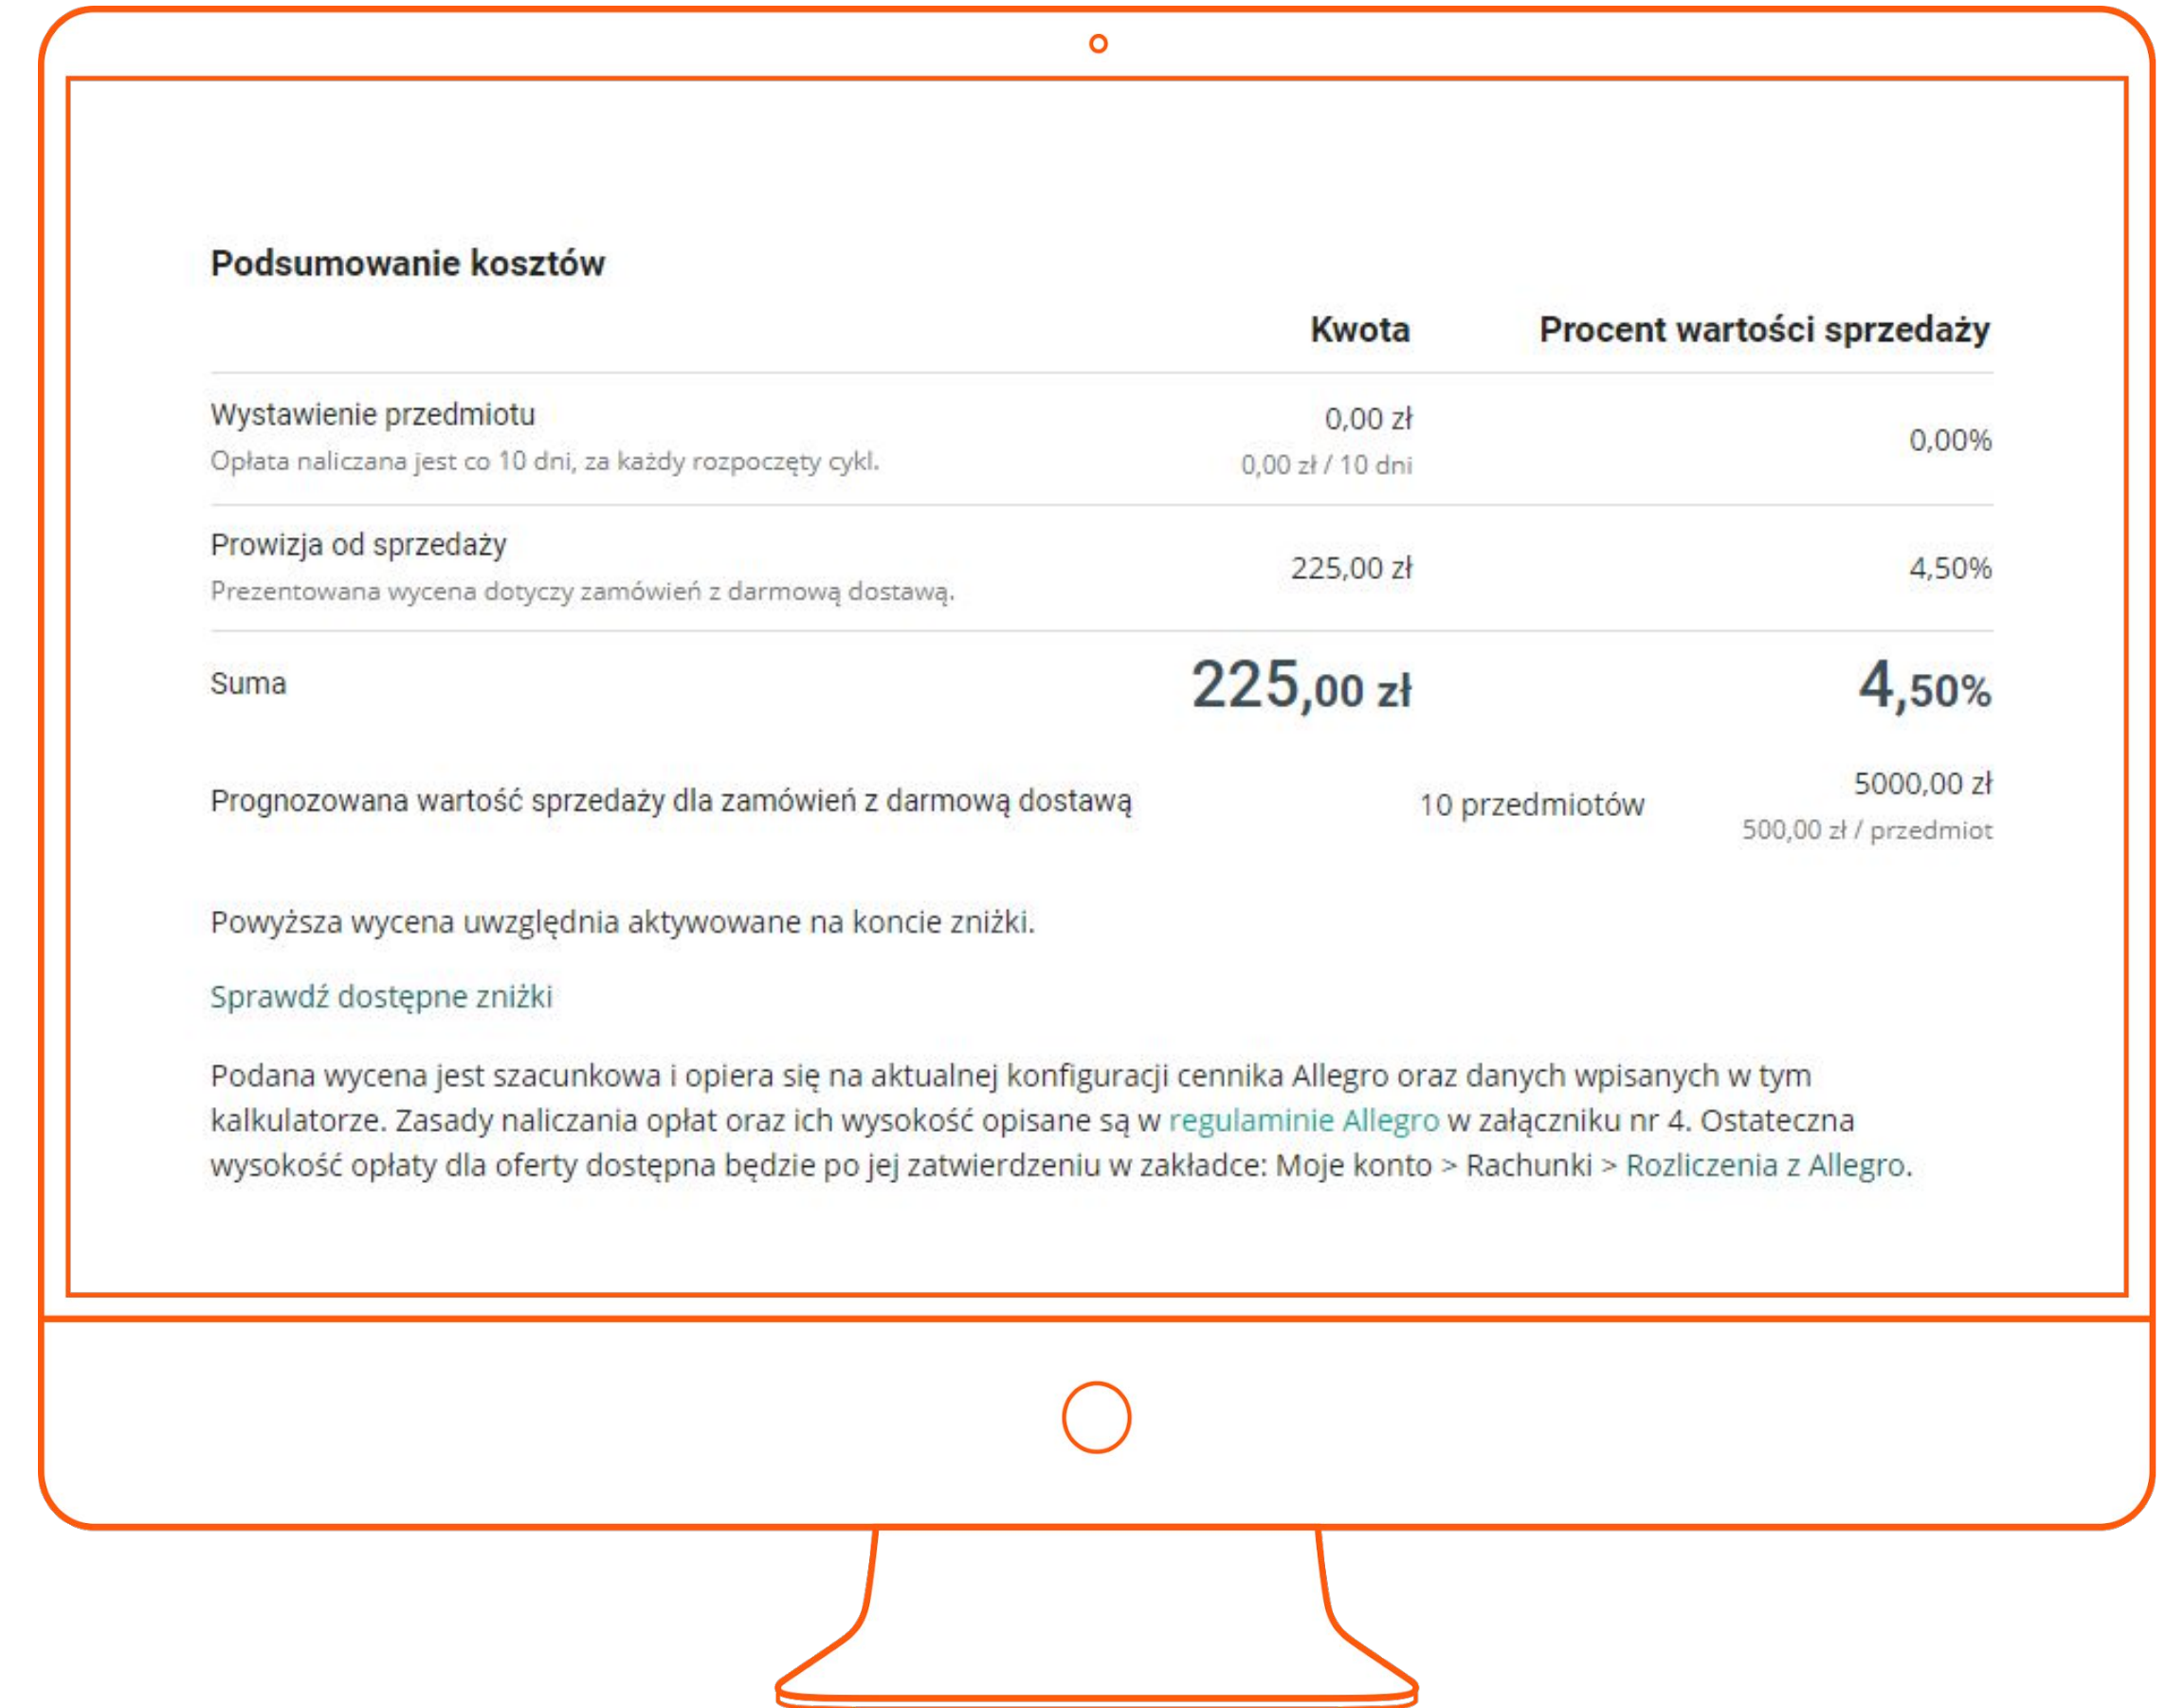 Podsumowanie kosztów
Kwota Procent wartości sprzedaży
Wystawienie przedmiotu 0,00 zł 0,00%
Opłata naliczana jest co 10 dni, za każdy rozpoczęty cykl. 0,00 zł / 10 dni
Prowizja od sprzedaży 225,00 zł 4,50%
Prezentowana wycena dotyczy zamówień z darmową dostawą.
Suma 225,00 zł 4,50%
Prognozowana wartość sprzedaży dla zamówień z darmową dostawą 10 przedmiotów 5000,00 zł
500,00 zł / przedmiot
Powyższa wycena uwzględnia aktywowane na koncie zniżki.
Sprawdź dostępne zniżki
Podana wycena jest szacunkowa i opiera się na aktualnej konfiguracji cennika Allegro oraz danych wpisanych w tym
kalkulatorze. Zasady naliczania opłat oraz ich wysokość opisane są w regulaminie Allegro w załączniku nr 4. Ostateczna
wysokość opłaty dla oferty dostępna będzie po jej zatwierdzeniu w zakładce: Moje konto > Rachunki > Rozliczenia z Allegro.